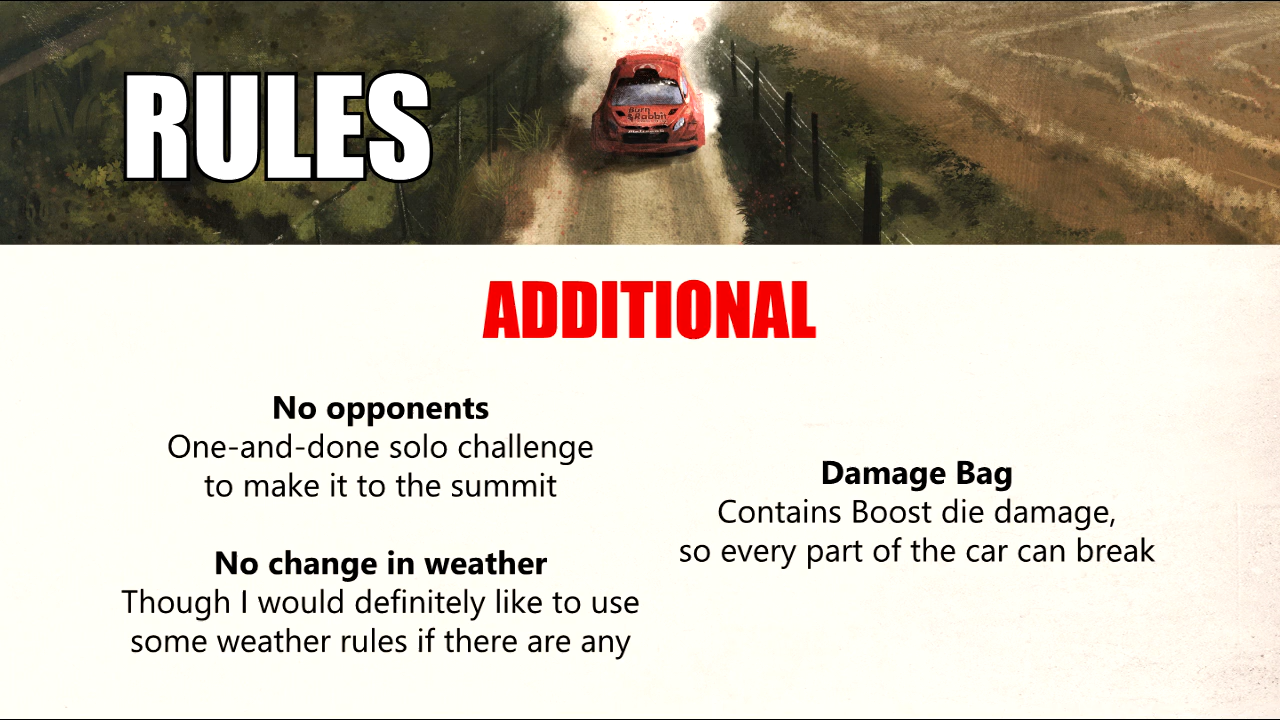 RULES
Burn
Rabbit
ADDITIONAL
No opponents
One-and-done solo challenge
to make it to the summit
No change in weather
Though I would definitely like to use
some weather rules if there are any
Damage Bag
Contains Boost die damage,
so every part of the car can break